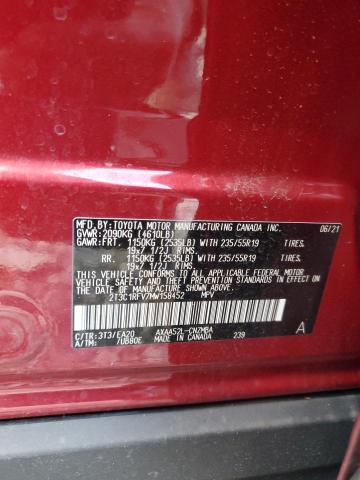 MFD.BY:TOYOTA MOTOR MANUFACTURING CANADA INC. 06/21
GVWR:2090KG (4610LB)
GAWR:FRT. 1150KG (2535LB) WITH 235/55R19 TIRES,
19x7 1/2J RIMS.
RR. 1150KG (2535LB) WITH 235/55R19 TIRES,
19x7 1/2J RIMS.
THIS VEHICLE CONFORMS TO ALL APPLICABLE FEDERAL MOTOR
VEHICLE SAFETY AND THEFT PREVENTION STANDARDS IN EFFECT ON
THE DATE OF MANUFACTURE SHOWN ABOVE.
2T3C1RFV7MW158452 MPV
C/TR:3T3/EA20 AXAA52L-CNZMBA A
A/TM: 7UB80E MADE IN CANADA 239